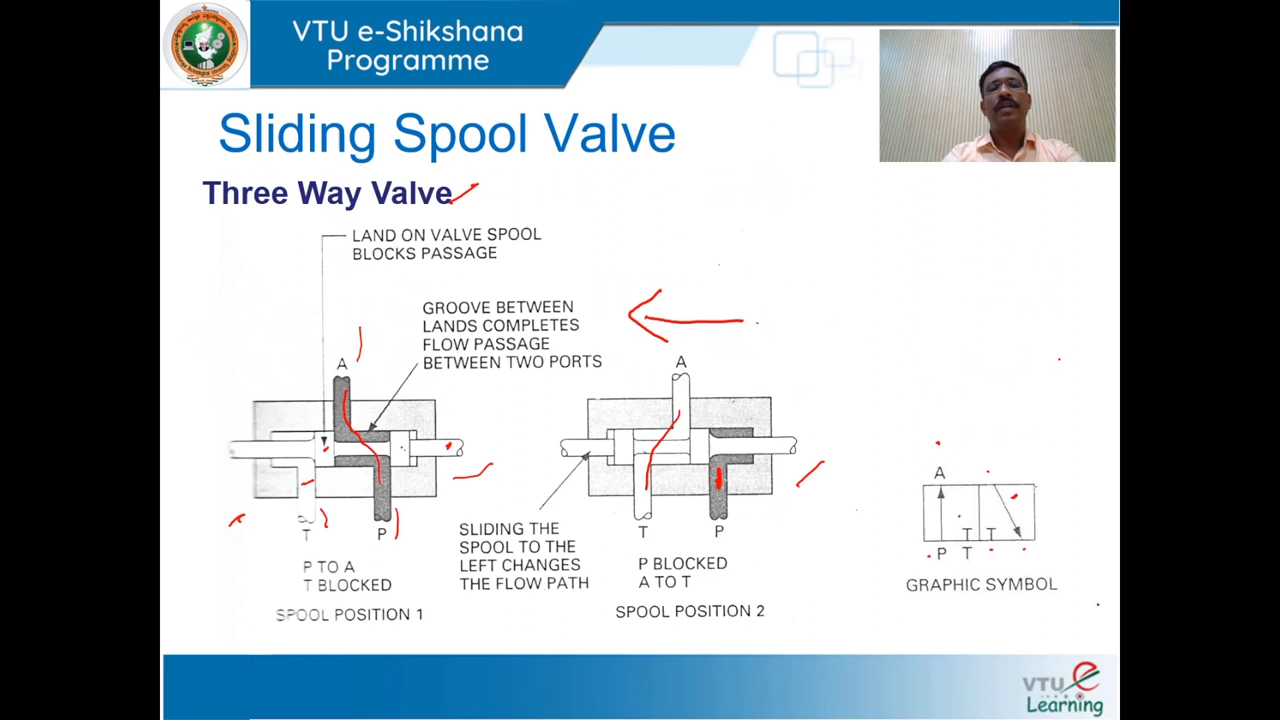 VTU e-Shikshana
Programme
Sliding Spool Valve
Three Way Valve
LAND ON VALVE SPOOL
BLOCKS PASSAGE
GROOVE BETWEEN
LANDS COMPLETES
FLOW PASSAGE
BETWEEN TWO PORTS
A
A
T
P
T
P
P TO A
T BLOCKED
SPOOL POSITION 1
SLIDING THE
SPOOL TO THE
LEFT CHANGES
THE FLOW PATH
P BLOCKED
A TO T
SPOOL POSITION 2
A
P
T
GRAPHIC SYMBOL
VTU e
Learning